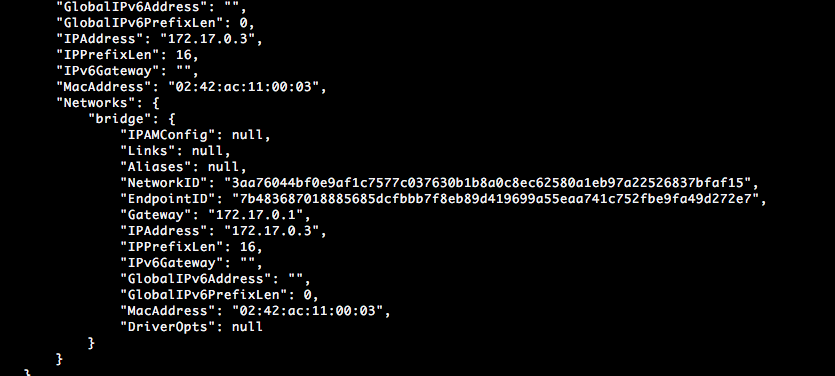 "GlobalIPv6Address": "",
"GlobalIPv6PrefixLen": 0,
"IPAddress": "172.17.0.3",
"IPPrefixLen": 16,
"IPv6Gateway": "",
"MacAddress": "02:42:ac:11:00:03",
"Networks": {
"bridge": {
"IPAMConfig": null,
"Links": null,
"Aliases": null,
"NetworkID": "3aa76044bf0e9af1c7577c037630b1b8a0c8ec62580a1eb97a22526837bfaf15",
"EndpointID": "7b483687018885685dcfbbb7f8eb89d419699a55eaa741c752fbe9fa49d272e7",
"Gateway": "172.17.0.1",
"IPAddress": "172.17.0.3",
"IPPrefixLen": 16,
"IPv6Gateway": "",
"GlobalIPv6Address": "",
"GlobalIPv6PrefixLen": 0,
"MacAddress": "02:42:ac:11:00:03",
"DriverOpts": null
}
}
}